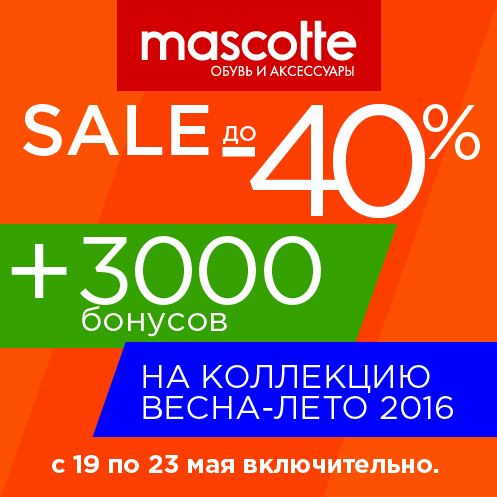 mascotte
ОБУВЬ И АКСЕССУАРЫ
SALE до -40%
+3000
бонусов
НА КОЛЛЕКЦИЮ
ВЕСНА-ЛЕТО 2016
с 19 по 23 мая включительно.